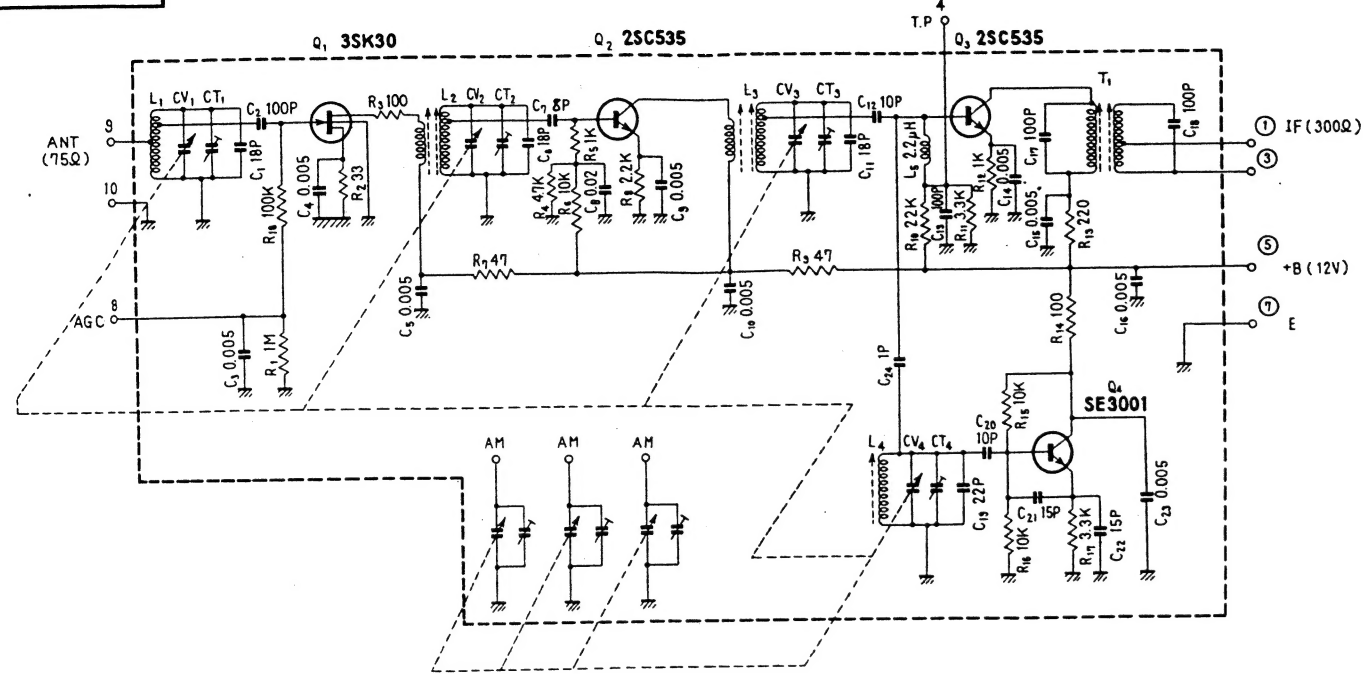 4
T.P
Q₁ 3SK30
Q₂ 2SC535
Q₃ 2SC535
T₁
L₁ CV₁ CT₁
C₂ 100P
R₃ 100
L₂ CV₂ CT₂
C₇ 8P
L₃ CV₃ CT₃
C₁₂ 10P
9
ANT
(75Ω)
10
C₁ 18P
R₁₈ 100K
C₄ 0.005
R₂ 33
C₆ 18P
R₅ 1K
R₄ 4.7K
R₆ 10K
C₈ 0.02
R₈ 2.2K
C₉ 0.005
C₁₁ 18P
L₅ 2.2μH
R₁₀ 22K
C₁₃ 100P
R₁₁ 3.3K
R₁₂ 1K
C₁₄ 0.005
C₁₇ 100P
C₁₅ 0.005
R₁₃ 220
C₁₈ 100P
① IF (300Ω)
③
R₇ 47
R₉ 47
⑤
+B (12V)
C₅ 0.005
C₁₀ 0.005
C₁₆ 0.005
8
AGC
C₃ 0.005
R₁ 1M
R₁₄ 100
⑦
E
C₂₄ 1P
R₁₅ 10K
Q₄
SE3001
AM AM AM
L₄ CV₄ CT₄
C₂₀
10P
C₁₉ 22P
C₂₁ 15P
R₁₆ 10K
R₁₇ 3.3K
C₂₂ 15P
C₂₃ 0.005